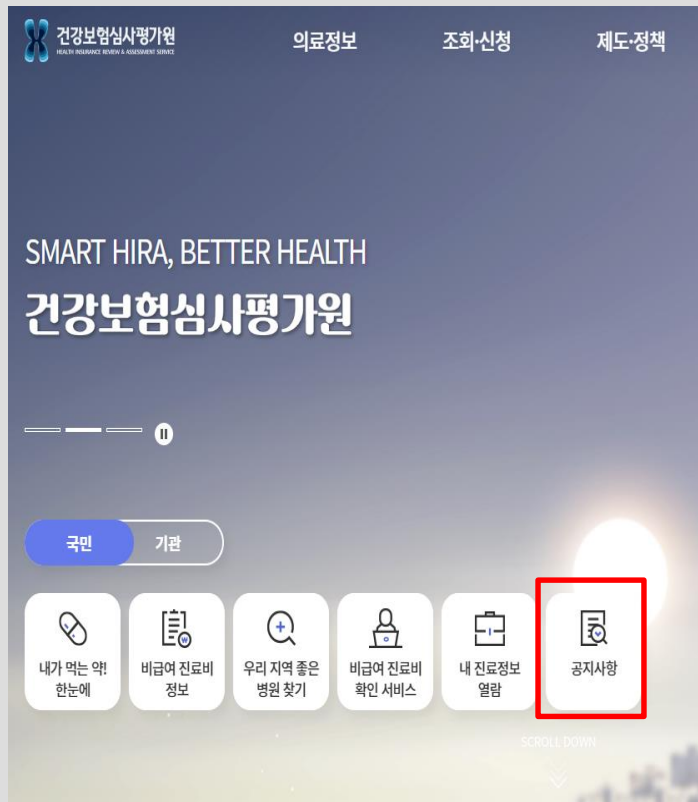 건강보험심사평가원
HEALTH INSURANCE REVIEW & ASSESSMENT SERVICE
의료정보 조회·신청 제도·정책
SMART HIRA, BETTER HEALTH
건강보험심사평가원
국민 기관
내가 먹는 약!
한눈에
비급여 진료비
정보
우리 지역 좋은
병원 찾기
비급여 진료비
확인 서비스
내 진료정보
열람
공지사항
SCROLL DOWN